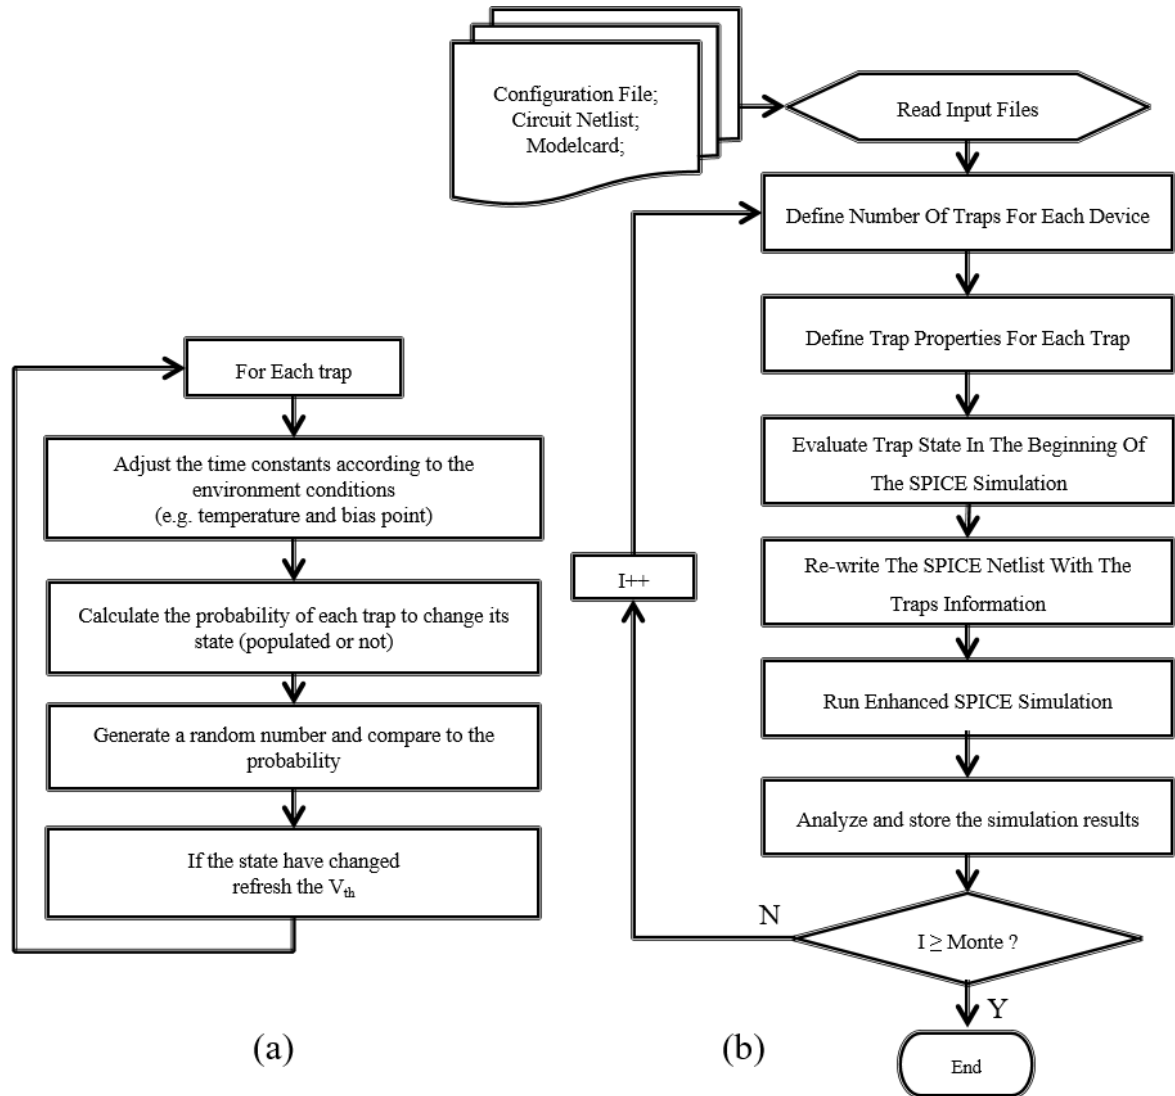 For Each trap
Adjust the time constants according to the
environment conditions
(e.g. temperature and bias point)
Calculate the probability of each trap to change its
state (populated or not)
Generate a random number and compare to the
probability
If the state have changed
refresh the Vth
(a)
Configuration File;
Circuit Netlist;
Modelcard;
Read Input Files
Define Number Of Traps For Each Device
Define Trap Properties For Each Trap
Evaluate Trap State In The Beginning Of
The SPICE Simulation
Re-write The SPICE Netlist With The
Traps Information
Run Enhanced SPICE Simulation
Analyze and store the simulation results
I ≥ Monte ?
N
I++
Y
End
(b)